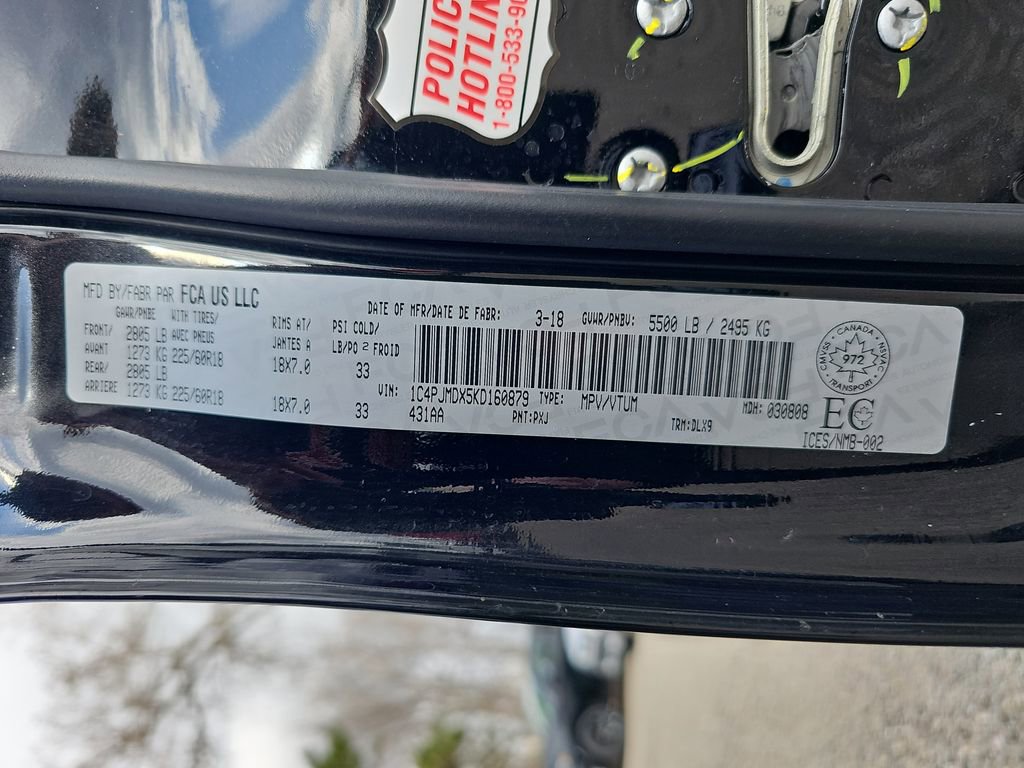 POLIC
HOTLIN
1-800-533-90
MFD BY/FABR PAR FCA US LLC
DATE OF MFR/DATE DE FABR: 3-18 GVWR/PNBV: 5500 LB / 2495 KG
GAWR/PNBE WITH TIRES/ RIMS AT/ PSI COLD/
FRONT/ 2805 LB AVEC PNEUS JANTES A LB/PO² FROID
AVANT 1273 KG 225/60R18 18X7.0 33
REAR/ 2805 LB
ARRIERE 1273 KG 225/60R18 18X7.0 33
VIN: 1C4PJMDX5KD160879 TYPE: MPV/VTUM MDH: 030808
431AA PNT:PXJ TRM:DLX9
CANADA
CMVSS NSVAC
972
TRANSPORT
EC
ICES/NMB-002